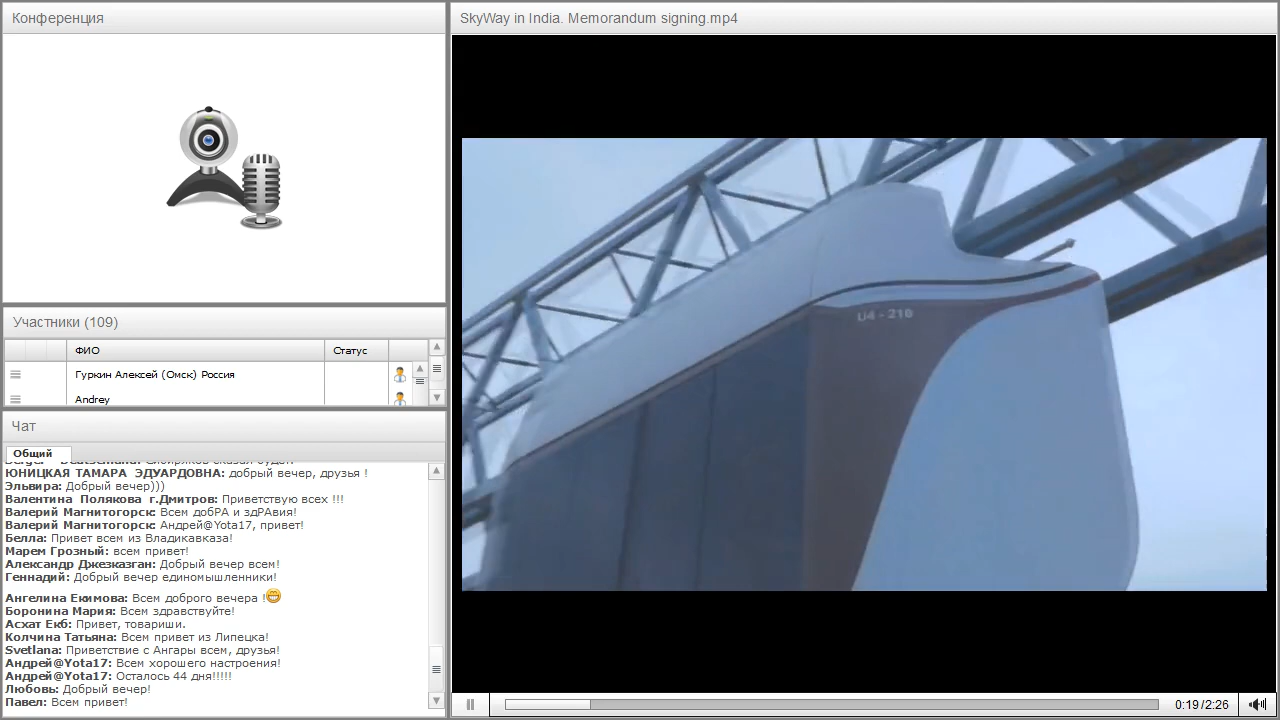 Конференция
SkyWay in India. Memorandum signing.mp4
U4 - 210
Участники (109)
ФИО
Статус
Гуркин Алексей (Омск) Россия
Andrey
Чат
Общий
ЮНИЦКАЯ ТАМАРА ЭДУАРДОВНА: добрый вечер, друзья !
Эльвира: Добрый вечер)))
Валентина Полякова г.Дмитров: Приветствую всех !!!
Валерий Магнитогорск: Всем добРА и здРАвия!
Валерий Магнитогорск: Андрей@Yota17, привет!
Белла: Привет всем из Владикавказа!
Марем Грозный: всем привет!
Александр Джезказган: Добрый вечер всем!
Геннадий: Добрый вечер единомышленники!
Ангелина Екимова: Всем доброго вечера !
Боронина Мария: Всем здравствуйте!
Асхат Екб: Привет, товариши.
Колчина Татьяна: Всем привет из Липецка!
Svetlana: Приветствие с Ангары всем, друзья!
Андрей@Yota17: Всем хорошего настроения!
Андрей@Yota17: Осталось 44 дня!!!!!
Любовь: Добрый вечер!
Павел: Всем привет!
0:19/2:26